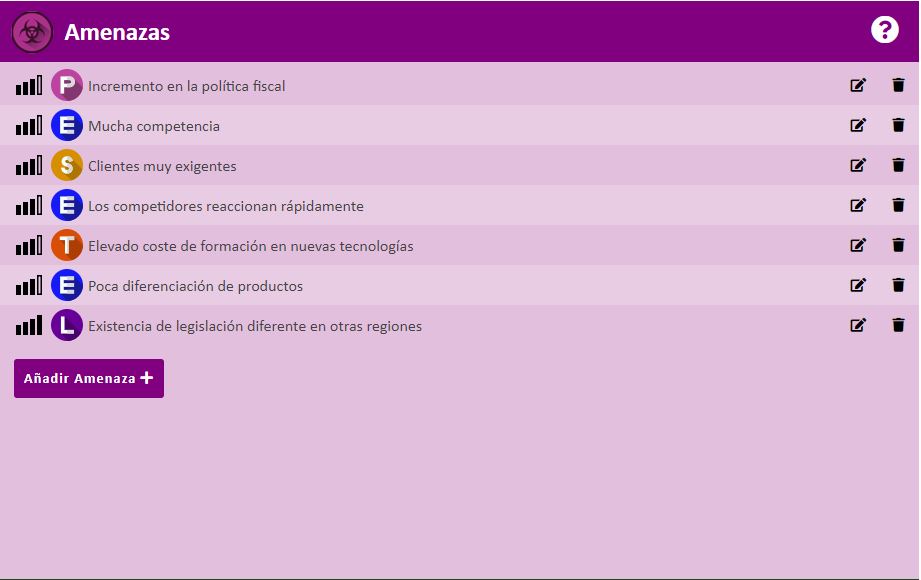 Amenazas ?
P Incremento en la política fiscal
E Mucha competencia
S Clientes muy exigentes
E Los competidores reaccionan rápidamente
T Elevado coste de formación en nuevas tecnologías
E Poca diferenciación de productos
L Existencia de legislación diferente en otras regiones
Añadir Amenaza +